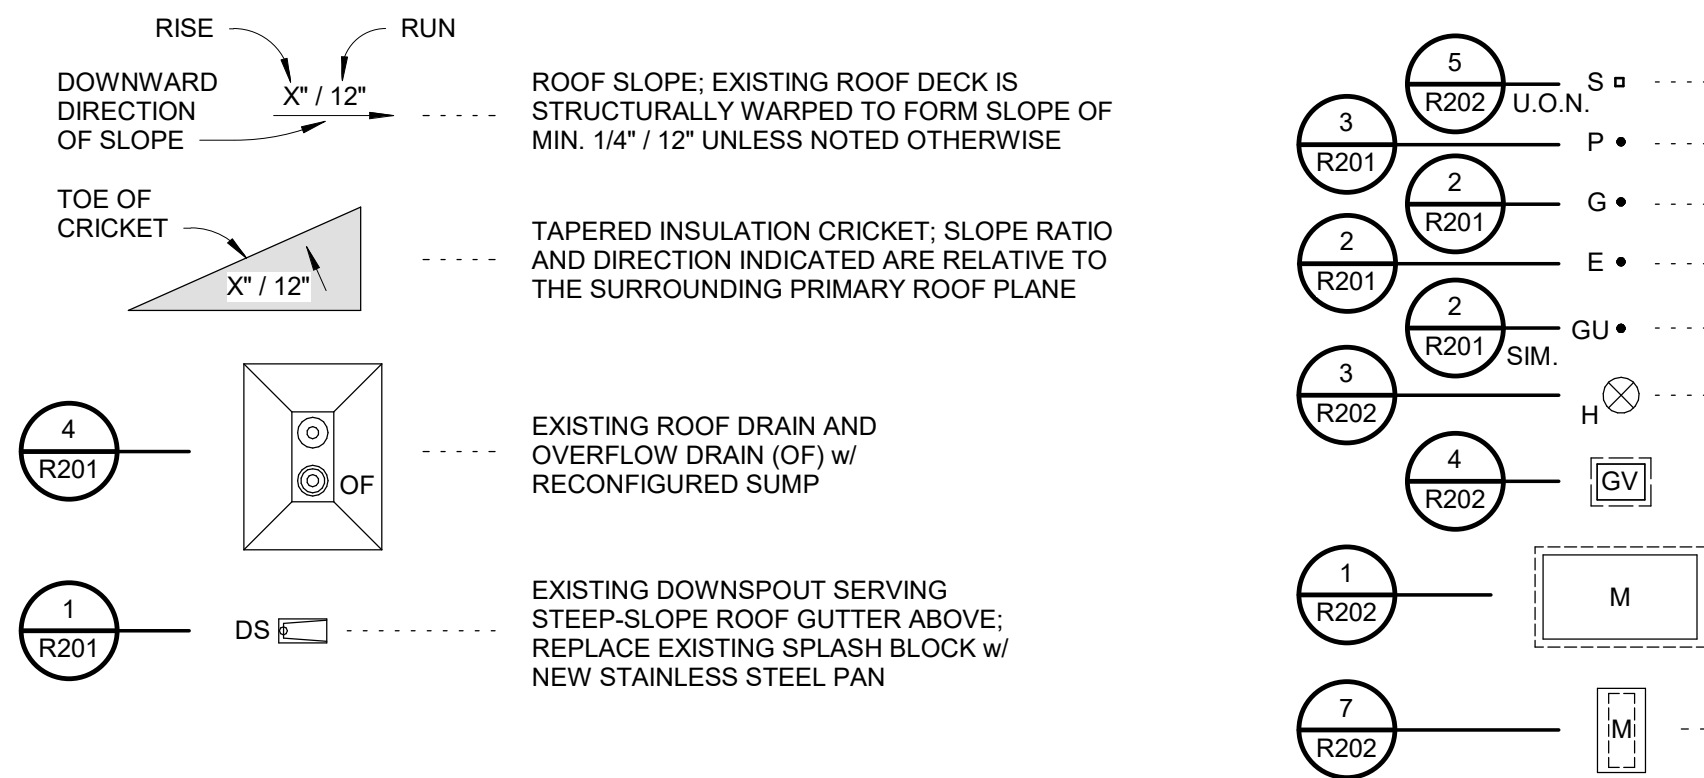 RISE
RUN
DOWNWARD
DIRECTION
OF SLOPE
X" / 12"
ROOF SLOPE; EXISTING ROOF DECK IS
STRUCTURALLY WARPED TO FORM SLOPE OF
MIN. 1/4" / 12" UNLESS NOTED OTHERWISE
TOE OF
CRICKET
X" / 12"
TAPERED INSULATION CRICKET; SLOPE RATIO
AND DIRECTION INDICATED ARE RELATIVE TO
THE SURROUNDING PRIMARY ROOF PLANE
4
R201
OF
EXISTING ROOF DRAIN AND
OVERFLOW DRAIN (OF) w/
RECONFIGURED SUMP
1
R201
DS
EXISTING DOWNSPOUT SERVING
STEEP-SLOPE ROOF GUTTER ABOVE;
REPLACE EXISTING SPLASH BLOCK w/
NEW STAINLESS STEEL PAN
5
R202
U.O.N.
S
3
R201
P
2
R201
G
2
R201
E
2
R201
SIM.
GU
3
R202
H
4
R202
GV
1
R202
M
7
R202
M